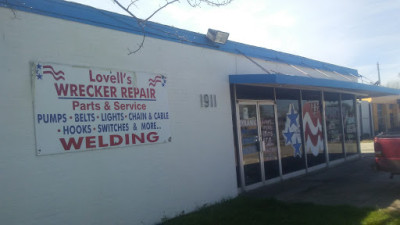 Lovell's
WRECKER REPAIR
Parts & Service
PUMPS • BELTS • LIGHTS • CHAIN & CABLE
• HOOKS • SWITCHES & MORE...
WELDING
1911